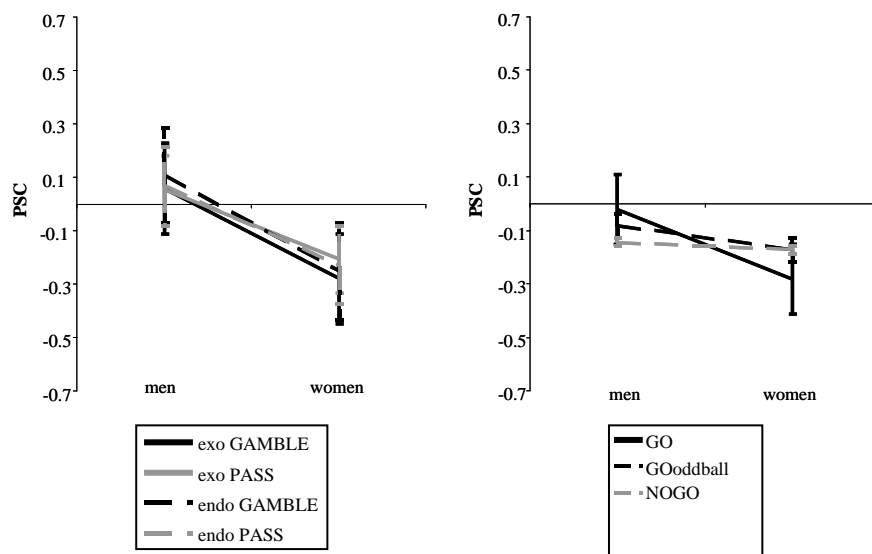 0.7
0.5
0.3
0.1
-0.1
-0.3
-0.5
-0.7
PSC
men women
exo GAMBLE
exo PASS
endo GAMBLE
endo PASS
0.7
0.5
0.3
0.1
-0.1
-0.3
-0.5
-0.7
PSC
men women
GO
GOoddball
NOGO